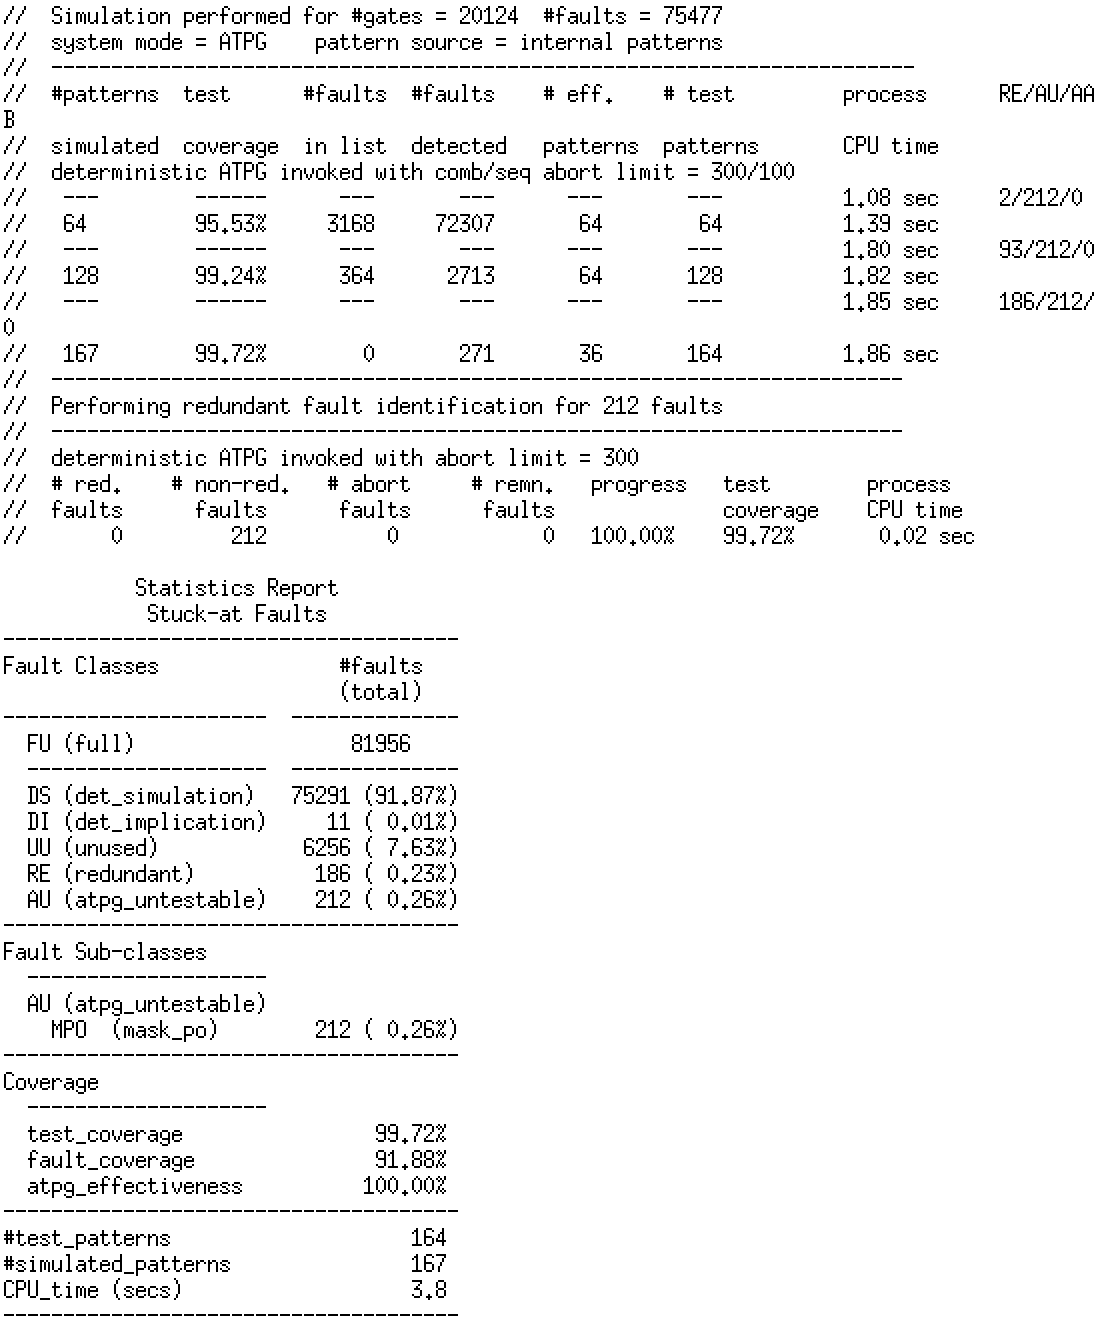 //  Simulation performed for #gates = 20124  #faults = 75477
//  system mode = ATPG    pattern source = internal patterns
//  ------------------------------------------------------------------------
//  #patterns  test      #faults  #faults    # eff.    # test         process      RE/AU/AA
B
//  simulated  coverage  in list  detected   patterns  patterns       CPU time
//  deterministic ATPG invoked with comb/seq abort limit = 300/100
//   ---        ------      ---       ---      ---       ---          1.08 sec     2/212/0
//   64         95.53%     3168     72307       64        64          1.39 sec
//   ---        ------      ---       ---      ---       ---          1.80 sec     93/212/0
//   128        99.24%      364      2713       64       128          1.82 sec
//   ---        ------      ---       ---      ---       ---          1.85 sec     186/212/
0
//   167        99.72%        0       271       36       164          1.86 sec
//  -----------------------------------------------------------------------
//  Performing redundant fault identification for 212 faults
//  -----------------------------------------------------------------------
//  deterministic ATPG invoked with abort limit = 300
//  # red.    # non-red.   # abort     # remn.   progress   test        process
//  faults      faults      faults      faults              coverage    CPU time
//       0         212          0            0   100.00%    99.72%       0.02 sec

           Statistics Report
            Stuck-at Faults
--------------------------------------
Fault Classes               #faults
                            (total)
----------------------  --------------
  FU (full)                  81956
  --------------------  --------------
  DS (det_simulation)   75291 (91.87%)
  DI (det_implication)     11 ( 0.01%)
  UU (unused)            6256 ( 7.63%)
  RE (redundant)          186 ( 0.23%)
  AU (atpg_untestable)    212 ( 0.26%)
--------------------------------------
Fault Sub-classes
  --------------------
  AU (atpg_untestable)
    MPO  (mask_po)        212 ( 0.26%)
--------------------------------------
Coverage
  --------------------
  test_coverage                99.72%
  fault_coverage               91.88%
  atpg_effectiveness          100.00%
--------------------------------------
#test_patterns                    164
#simulated_patterns               167
CPU_time (secs)                   3.8
--------------------------------------